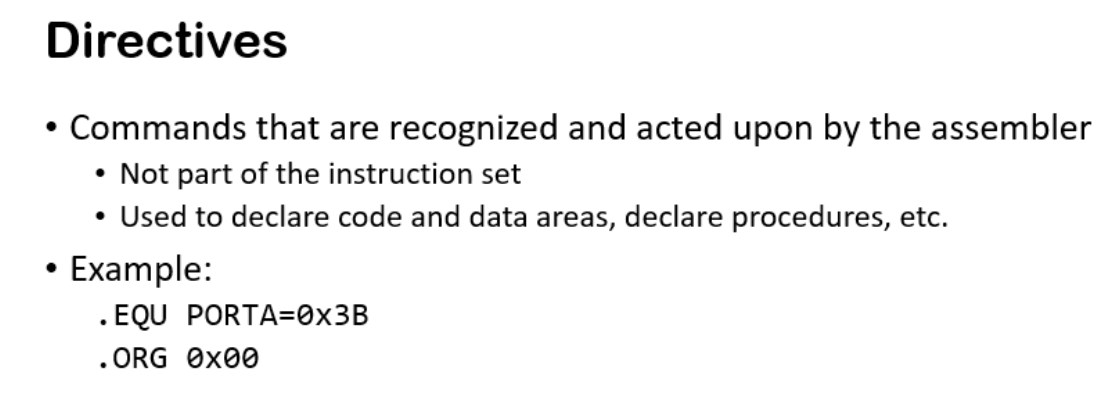 Directives
• Commands that are recognized and acted upon by the assembler
• Not part of the instruction set
• Used to declare code and data areas, declare procedures, etc.
• Example:
.EQU PORTA=0x3B
.ORG 0x00